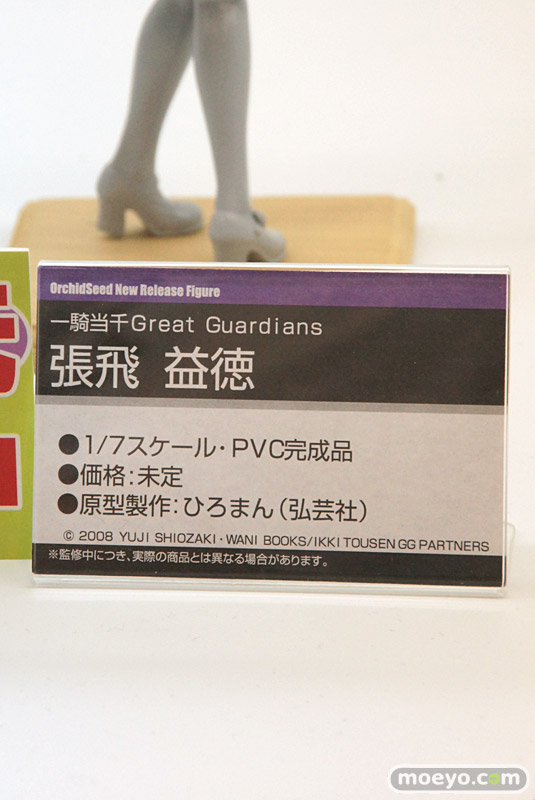 OrchidSeed New Release Figure
一騎当千Great Guardians
張飛 益徳
●1/7スケール・PVC完成品
●価格:未定
●原型製作:ひろまん(弘芸社)
© 2008 YUJI SHIOZAKI・WANI BOOKS/IKKI TOUSEN GG PARTNERS
※監修中につき、実際の商品とは異なる場合があります。
moeyo.com